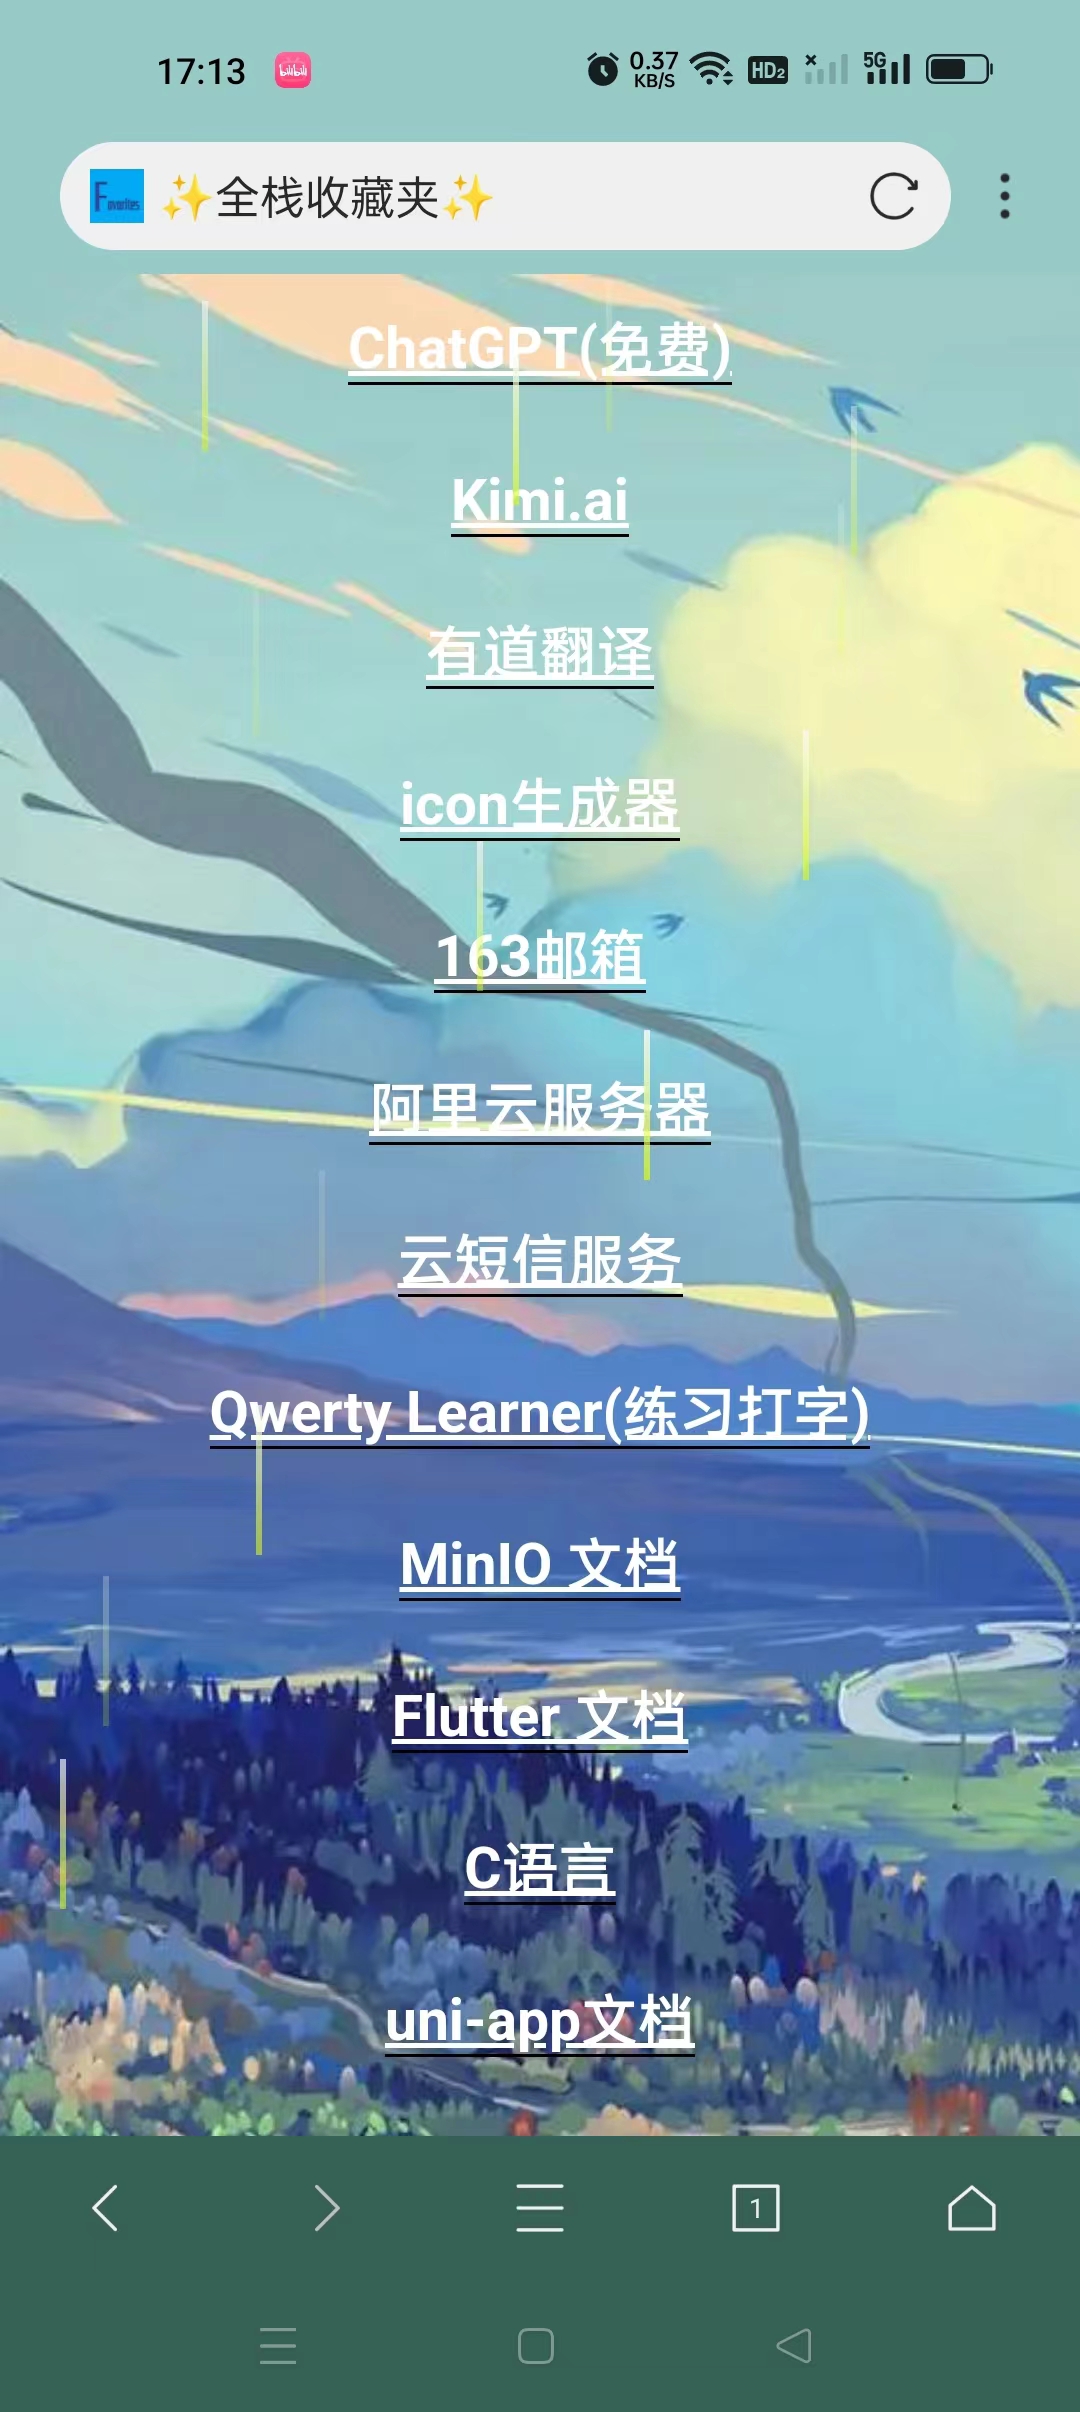 17:13
bilibili
0.37
KB/S
HD2
5G
Favorites
✨全栈收藏夹✨
ChatGPT(免费)
Kimi.ai
有道翻译
icon生成器
163邮箱
阿里云服务器
云短信服务
Qwerty Learner(练习打字)
MinIO 文档
Flutter 文档
C语言
uni-app文档
1